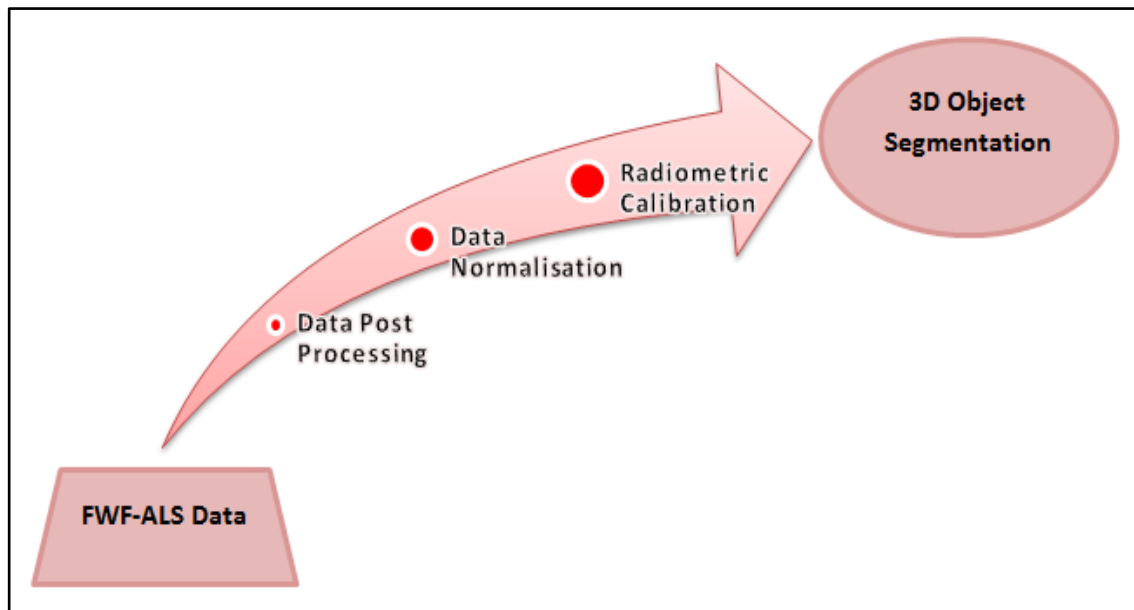 3D Object
Segmentation
Radiometric
Calibration
Data
Normalisation
Data Post
Processing
FWF-ALS Data